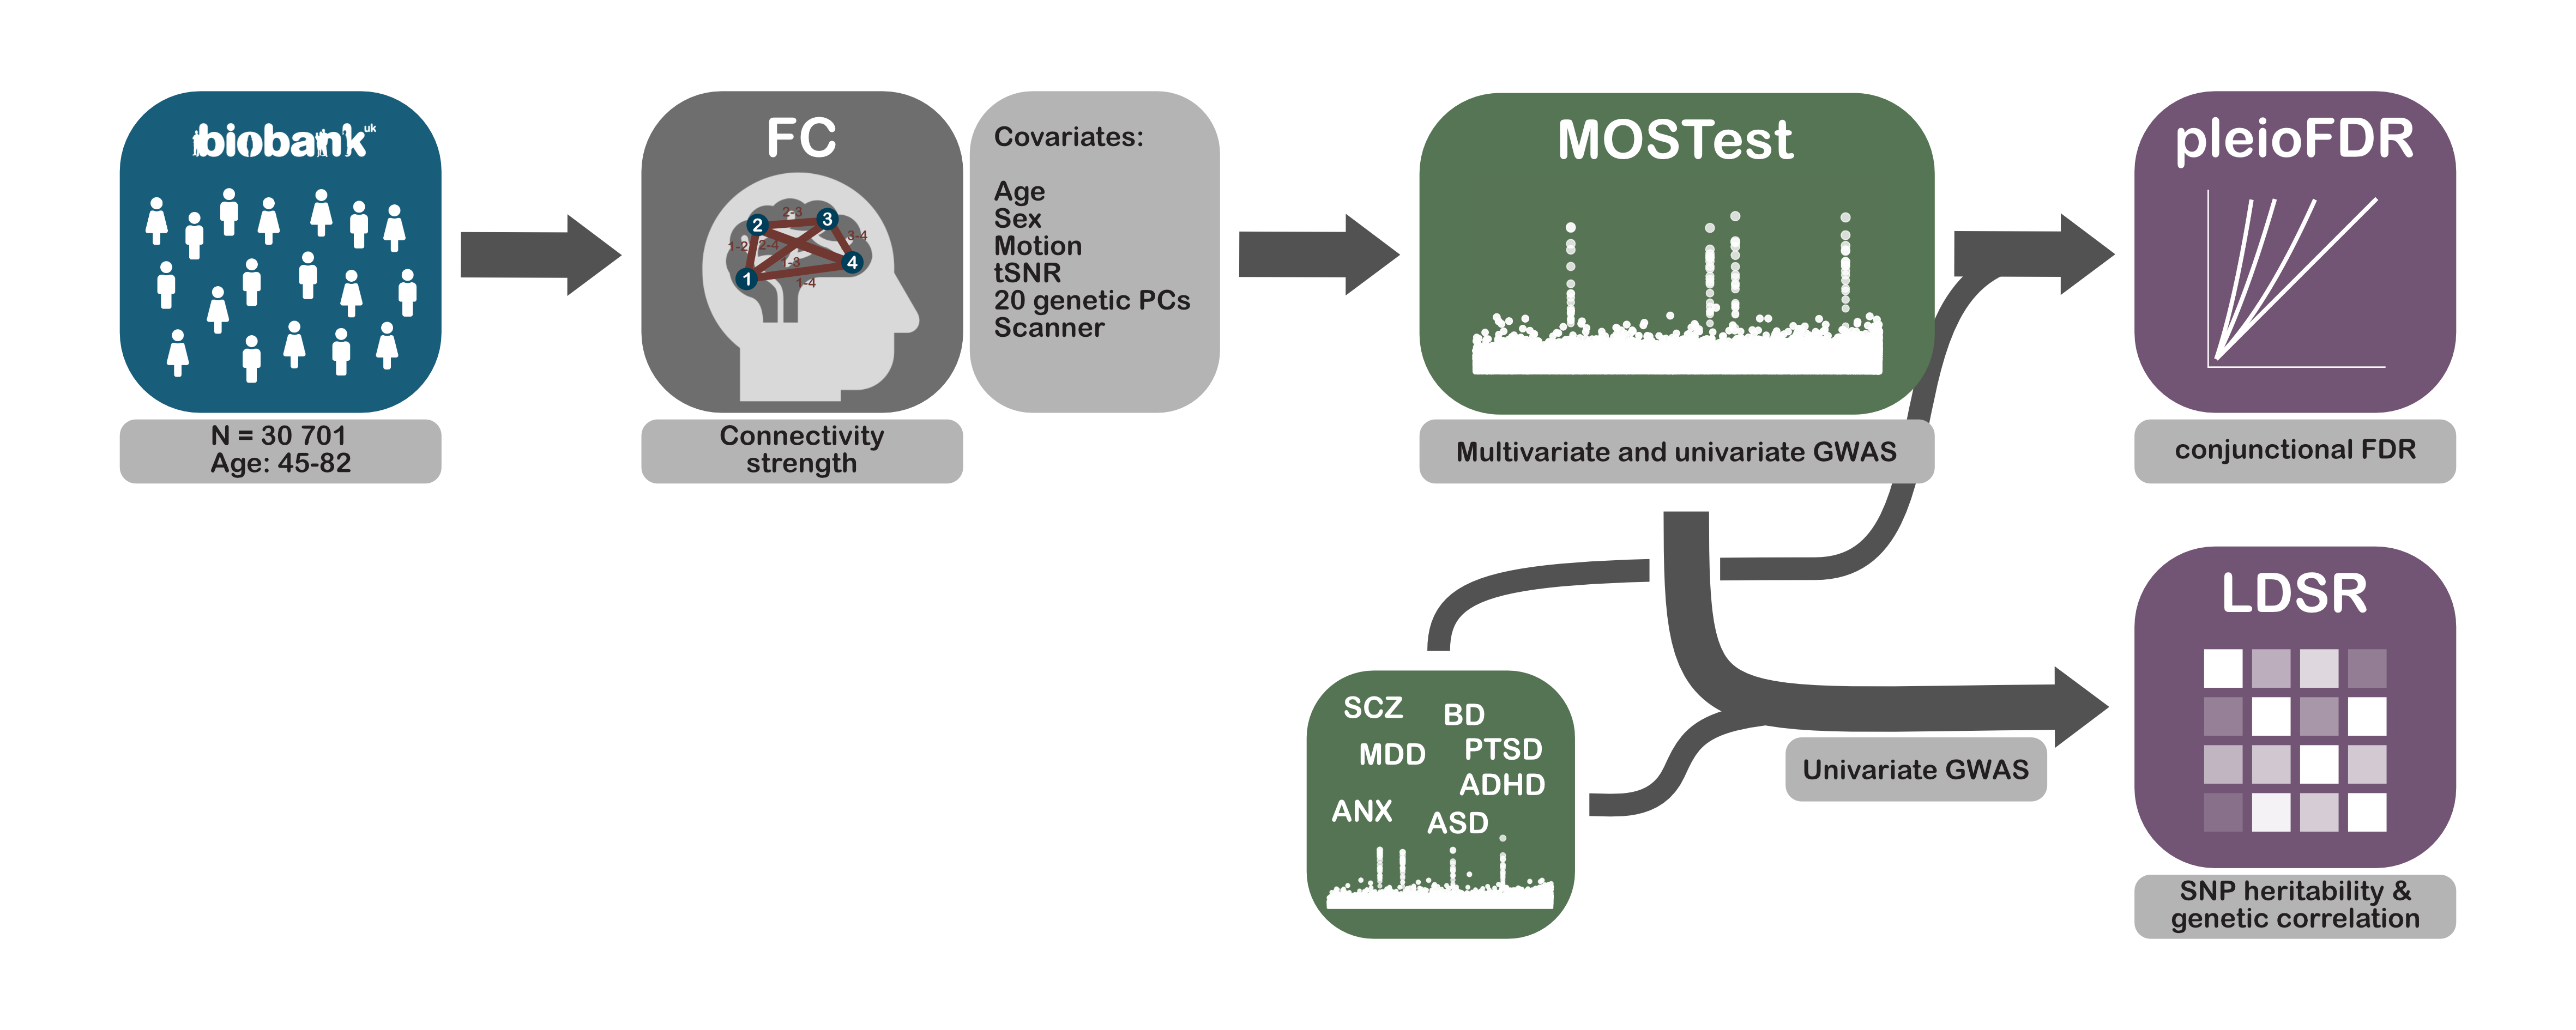 biobank uk
N = 30 701
Age: 45-82
FC
2-3
2
3
1-2
2-4
3-4
1-3
4
1
1-4
Connectivity
strength
Covariates:
Age
Sex
Motion
tSNR
20 genetic PCs
Scanner
MOSTest
Multivariate and univariate GWAS
pleioFDR
conjunctional FDR
SCZ
BD
MDD
PTSD
ADHD
ANX
ASD
Univariate GWAS
LDSR
SNP heritability &
genetic correlation